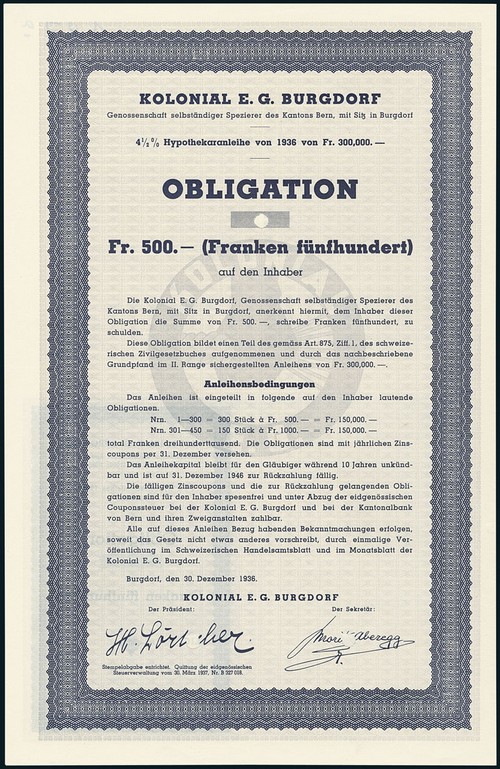 KOLONIAL E. G. BURGDORF
Genossenschaft selbständiger Spezierer des Kantons Bern, mit Sitz in Burgdorf
4½ % Hypothekaranleihe von 1936 von Fr. 300,000. —
OBLIGATION
Fr. 500.— (Franken fünfhundert)
auf den Inhaber
Die Kolonial E. G. Burgdorf, Genossenschaft selbständiger Spezierer des
Kantons Bern, mit Sitz in Burgdorf, anerkennt hiermit, dem Inhaber dieser
Obligation die Summe von Fr. 500. —, schreibe Franken fünfhundert, zu
schulden.
Diese Obligation bildet einen Teil des gemäss Art. 875, Ziff. 1. des schweize-
rischen Zivilgesetzbuches aufgenommenen und durch das nachbeschriebene
Grundpfand im II. Range sichergestellten Anleihens von Fr. 300,000. —.
Anleihensbedingungen
Das Anleihen ist eingeteilt in folgende auf den Inhaber lautende
Obligationen.
Nrn. 1—300 = 300 Stück à Fr. 500. — = Fr. 150,000. —
Nrn. 301—450 = 150 Stück à Fr. 1000. — = Fr. 150,000. —
total Franken dreihunderttausend. Die Obligationen sind mit jährlichen Zins-
coupons per 31. Dezember versehen.
Das Anleihekapital bleibt für den Gläubiger während 10 Jahren unkünd-
bar und ist auf 31. Dezember 1946 zur Rückzahlung fällig.
Die fälligen Zinscoupons und die zur Rückzahlung gelangenden Obli-
gationen sind für den Inhaber spesenfrei und unter Abzug der eidgenössischen
Couponssteuer bei der Kolonial E. G. Burgdorf und bei der Kantonalbank
von Bern und ihren Zweiganstalten zahlbar.
Alle auf dieses Anleihen Bezug habenden Bekanntmachungen erfolgen,
soweit das Gesetz nicht etwas anderes vorschreibt, durch einmalige Ver-
öffentlichung im Schweizerischen Handelsamtsblatt und im Monatsblatt der
Kolonial E. G. Burgdorf.
Burgdorf, den 30. Dezember 1936.
KOLONIAL E. G. BURGDORF
Der Präsident: Der Sekretär:
Stempelabgabe entrichtet. Quittung der eidgenössischen
Steuerverwaltung vom 30. März 1937, Nr. B 327 018.